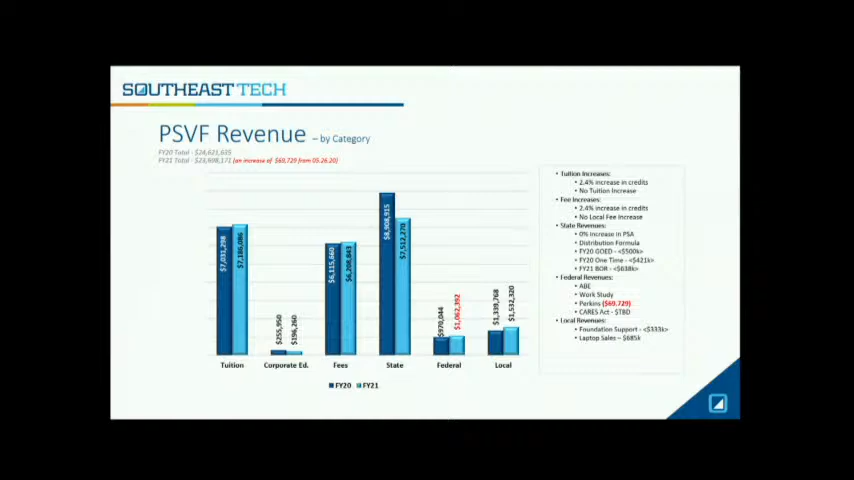 SOUTHEAST TECH
PSVF Revenue – by Category
FY20 Total - $24,621,635
FY21 Total - $23,698,171 (an increase of $69,729 from 05.26.20)
$7,031,298
$7,186,086
$255,950
$196,260
$6,115,660
$6,208,843
$8,908,915
$7,512,270
$970,044
$1,062,392
$1,339,768
$1,532,320
Tuition
Corporate Ed.
Fees
State
Federal
Local
FY20
FY21
• Tuition Increases:
• 2.4% increase in credits
• No Tuition Increase
• Fee Increases:
• 2.4% increase in credits
• No Local Fee Increase
• State Revenues:
• 0% Increase in PSA
• Distribution Formula
• FY20 GOED - <$500k>
• FY20 One Time - <$421k>
• FY21 BOR - <$638k>
• Federal Revenues:
• ABE
• Work Study
• Perkins ($69,729)
• CARES Act - $TBD
• Local Revenues:
• Foundation Support - <$333k>
• Laptop Sales – $685k